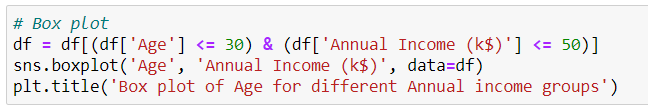 # Box plot
df = df[(df['Age'] <= 30) & (df['Annual Income (k$)'] <= 50)]
sns.boxplot('Age', 'Annual Income (k$)', data=df)
plt.title('Box plot of Age for different Annual income groups')